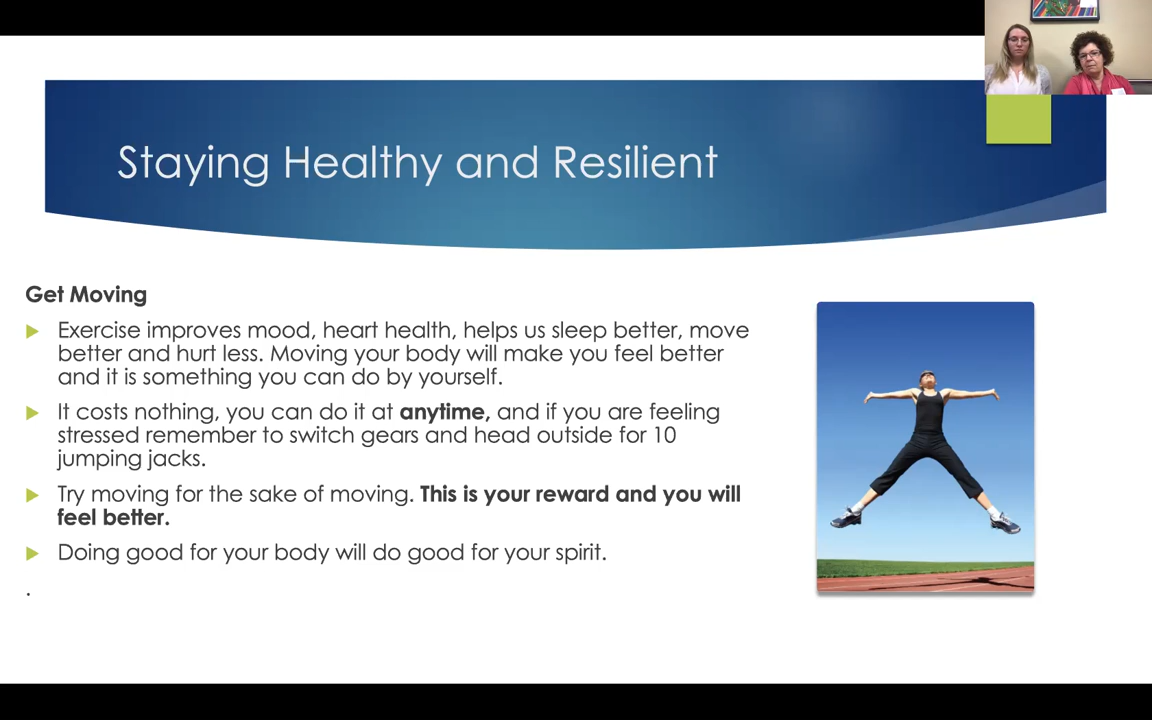 Staying Healthy and Resilient
Get Moving
Exercise improves mood, heart health, helps us sleep better, move
better and hurt less. Moving your body will make you feel better
and it is something you can do by yourself.
It costs nothing, you can do it at anytime, and if you are feeling
stressed remember to switch gears and head outside for 10
jumping jacks.
Try moving for the sake of moving. This is your reward and you will
feel better.
Doing good for your body will do good for your spirit.
.